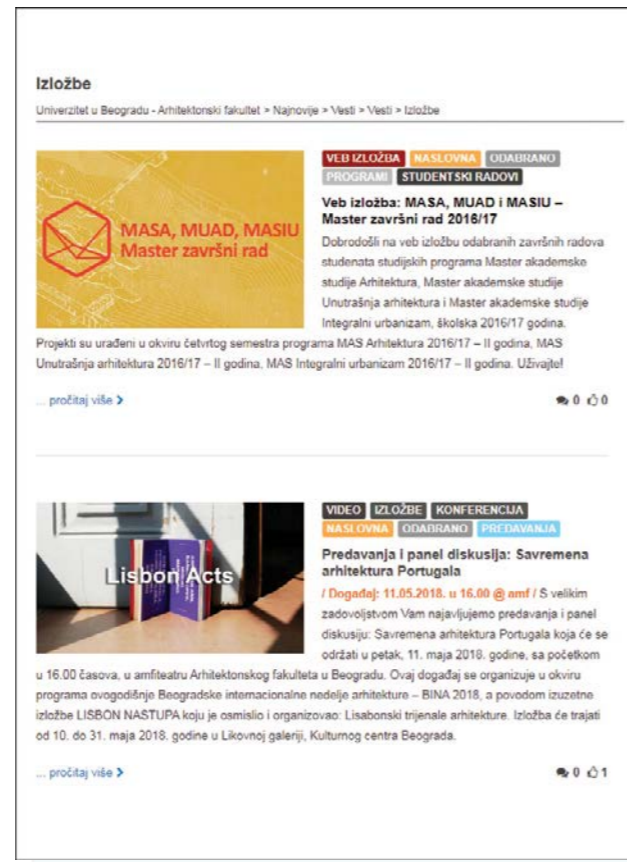 Izložbe
Univerzitet u Beogradu - Arhitektonski fakultet > Najnovije > Vesti > Vesti > Izložbe
MASA, MUAD, MASIU
Master završni rad
VEB IZLOŽBA NASLOVNA ODABRANO
PROGRAMI STUDENTSKI RADOVI
Veb izložba: MASA, MUAD i MASIU –
Master završni rad 2016/17
Dobrodošli na veb izložbu odabranih završnih radova
studenata studijskih programa Master akademske
studije Arhitektura, Master akademske studije
Unutrašnja arhitektura i Master akademske studije
Integralni urbanizam, školska 2016/17 godina.
Projekti su urađeni u okviru četvrtog semestra programa MAS Arhitektura 2016/17 – II godina, MAS
Unutrašnja arhitektura 2016/17 – II godina, MAS Integralni urbanizam 2016/17 – II godina. Uživajte!
... pročitaj više
0 0
Lisbon Acts
VIDEO IZLOŽBE KONFERENCIJA
NASLOVNA ODABRANO PREDAVANJA
Predavanja i panel diskusija: Savremena
arhitektura Portugala
/ Događaj: 11.05.2018. u 16.00 @ amf / S velikim
zadovoljstvom Vam najavljujemo predavanja i panel
diskusiju: Savremena arhitektura Portugala koja će se
održati u petak, 11. maja 2018. godine, sa početkom
u 16.00 časova, u amfiteatru Arhitektonskog fakulteta u Beogradu. Ovaj događaj se organizuje u okviru
programa ovogodišnje Beogradske internacionalne nedelje arhitekture – BINA 2018, a povodom izuzetne
izložbe LISBON NASTUPA koju je osmislio i organizovao: Lisabonski trijenale arhitekture. Izložba će trajati
od 10. do 31. maja 2018. godine u Likovnoj galeriji, Kulturnog centra Beograda.
... pročitaj više
0 1